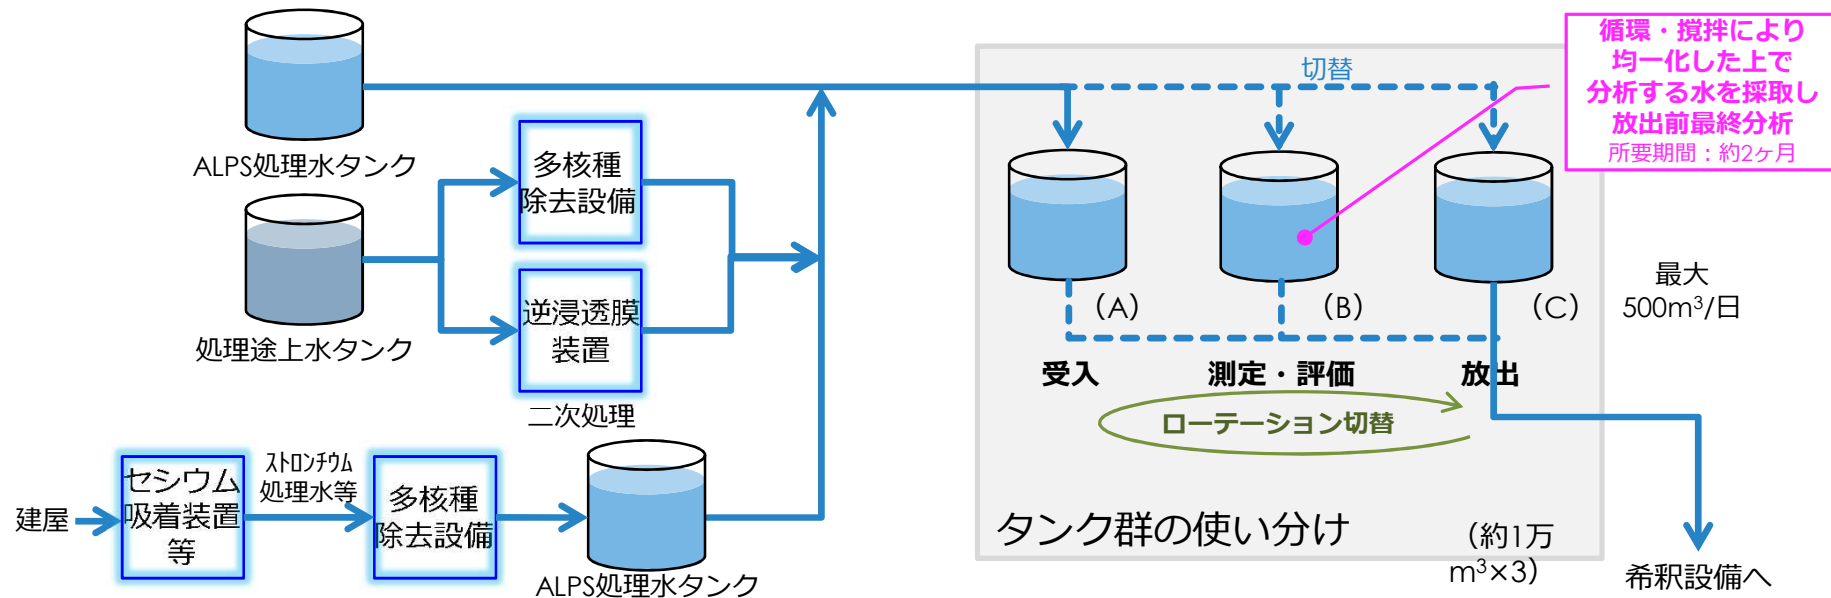 ALPS処理水タンク
処理途上水タンク
多核種
除去設備
逆浸透膜
装置
二次処理
建屋
セシウム
吸着装置
等
ｽﾄﾛﾝﾁｳﾑ
処理水等
多核種
除去設備
ALPS処理水タンク
切替
循環・撹拌により
均一化した上で
分析する水を採取し
放出前最終分析
所要期間：約2ヶ月
（A）
（B）
（C）
受入
測定・評価
放出
ローテーション切替
タンク群の使い分け
（約1万
m³×3）
最大
500m³/日
希釈設備へ